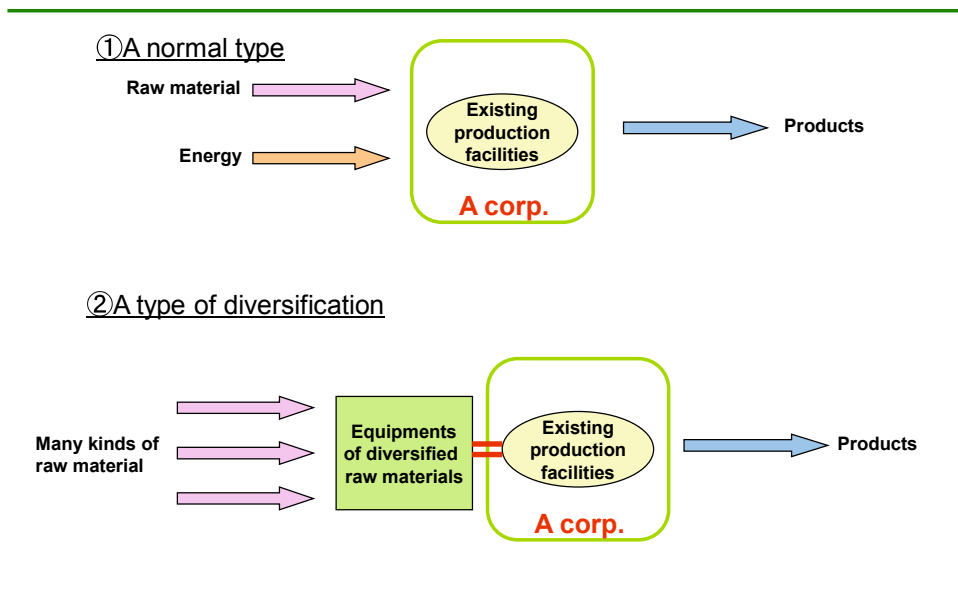 ①A normal type
Raw material
Energy
Existing
production
facilities
A corp.
Products
②A type of diversification
Many kinds of
raw material
Equipments
of diversified
raw materials
Existing
production
facilities
A corp.
Products